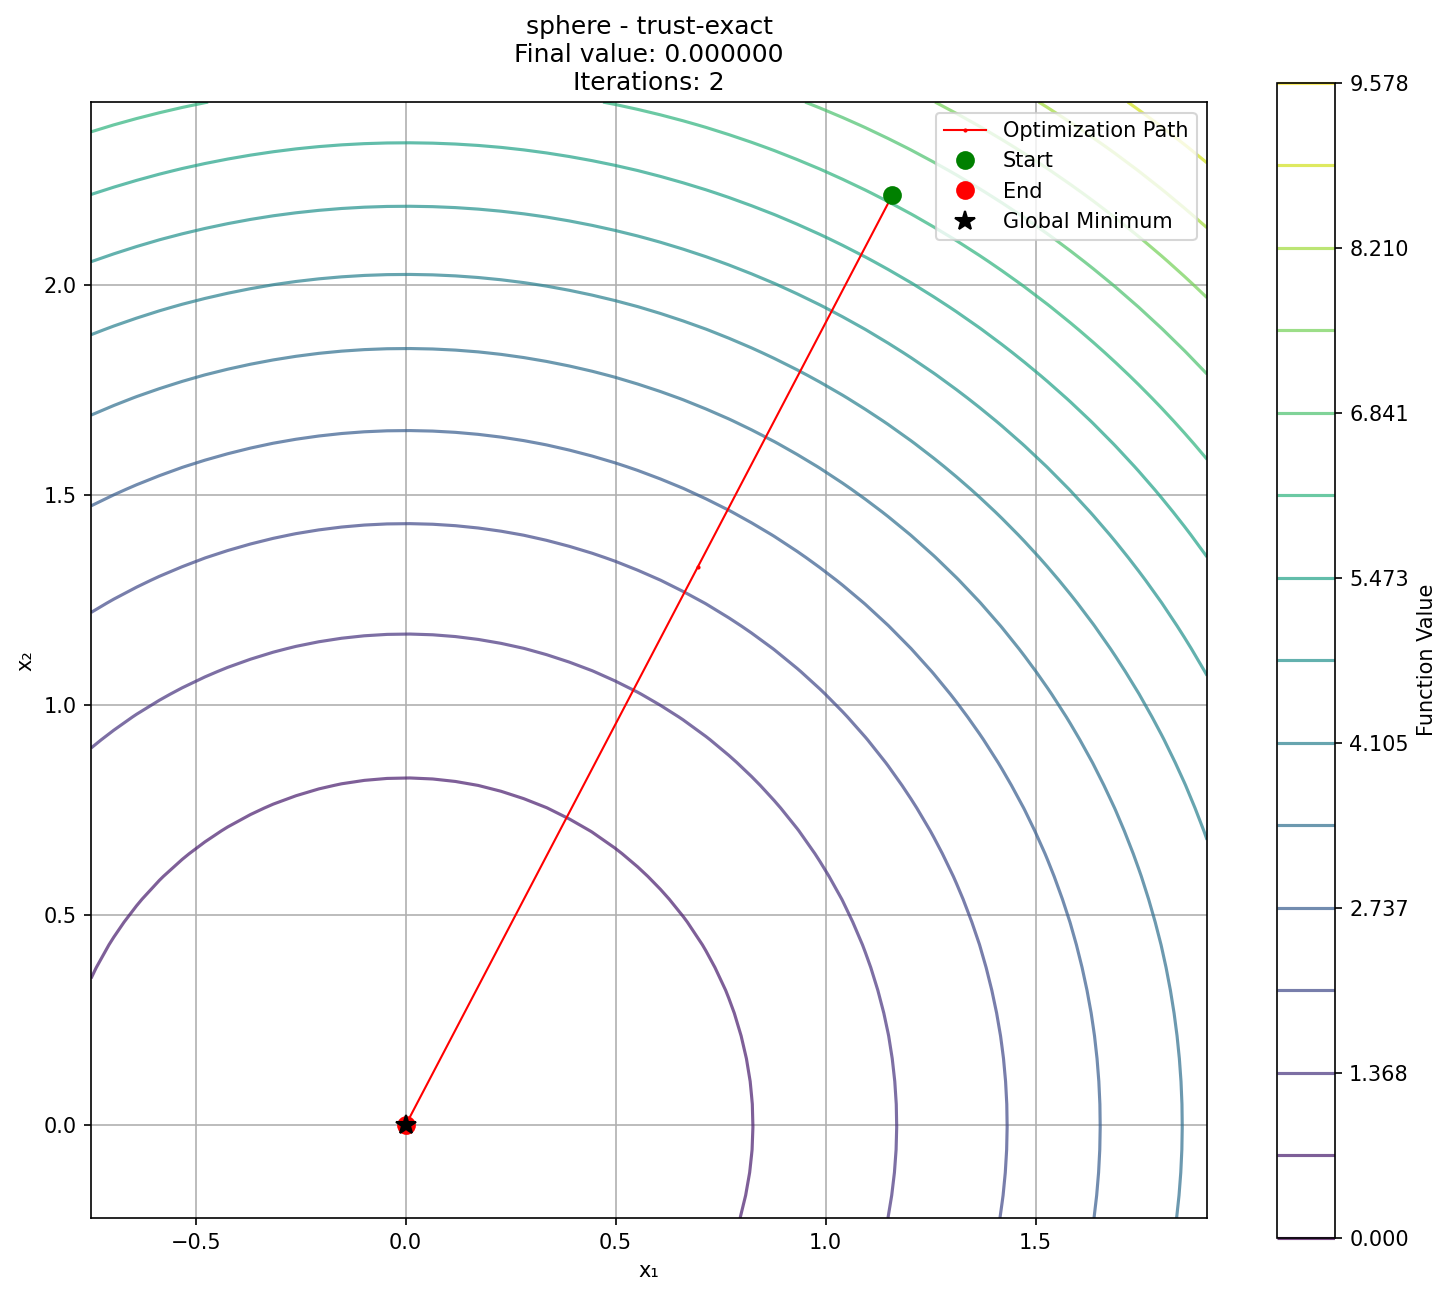 sphere - trust-exact
Final value: 0.000000
Iterations: 2
Optimization Path
Start
End
Global Minimum
2.0
1.5
1.0
0.5
0.0
x₂
−0.5
0.0
0.5
1.0
1.5
x₁
9.578
8.210
6.841
5.473
4.105
2.737
1.368
0.000
Function Value